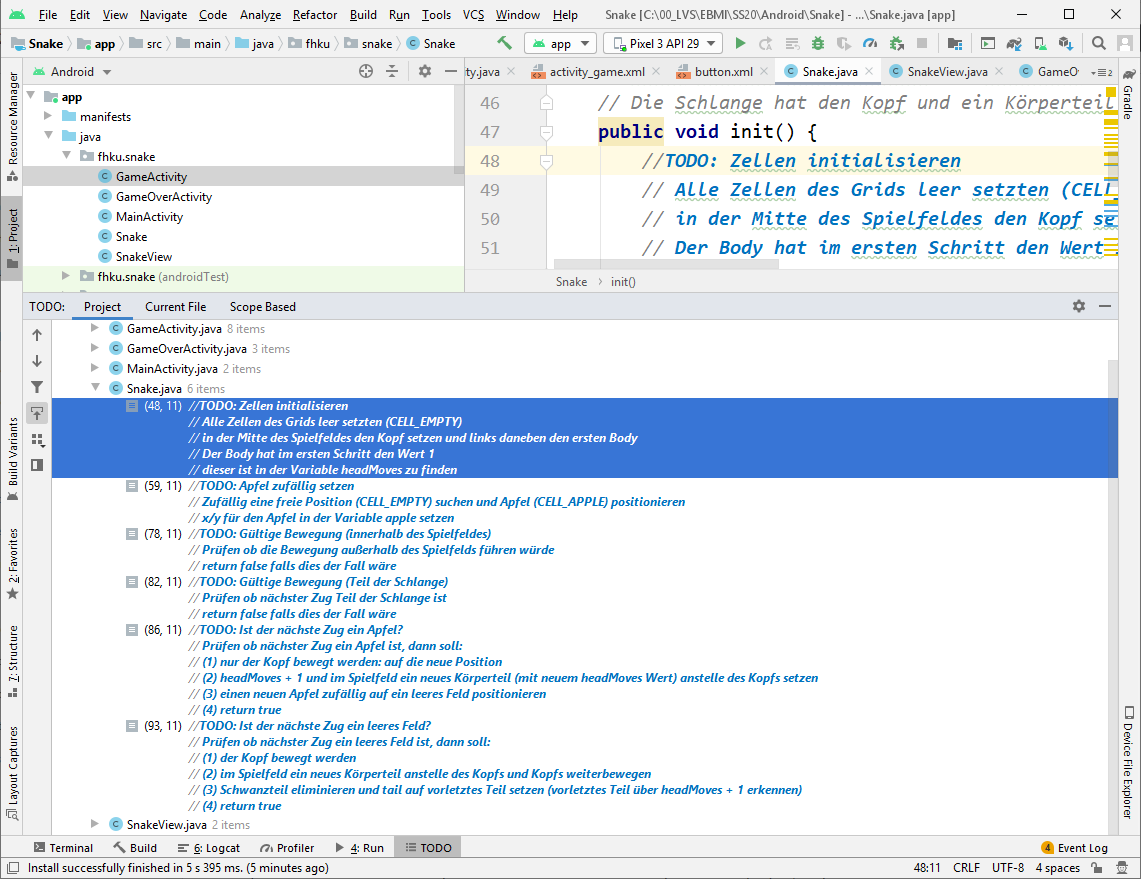 File Edit View Navigate Code Analyze Refactor Build Run Tools VCS Window Help Snake [C:\00_LVS\EBMI\SS20\Android\Snake] - ...\Snake.java [app]
Snake app src main java fhku snake Snake app Pixel 3 API 29
Android
ty.java activity_game.xml button.xml Snake.java SnakeView.java GameO 2
Resource Manager
1: Project
Build Variants
2: Favorites
7: Structure
Layout Captures
app
manifests
java
fhku.snake
GameActivity
GameOverActivity
MainActivity
Snake
SnakeView
fhku.snake (androidTest)
46 // Die Schlange hat den Kopf und ein Körperteil
47 public void init() {
48 //TODO: Zellen initialisieren
49 // Alle Zellen des Grids leer setzten (CELL_
50 // in der Mitte des Spielfeldes den Kopf se
51 // Der Body hat im ersten Schritt den Wert
Snake init()
Gradle
Device File Explorer
TODO: Project Current File Scope Based
GameActivity.java 8 items
GameOverActivity.java 3 items
MainActivity.java 2 items
Snake.java 6 items
(48, 11) //TODO: Zellen initialisieren
// Alle Zellen des Grids leer setzten (CELL_EMPTY)
// in der Mitte des Spielfeldes den Kopf setzen und links daneben den ersten Body
// Der Body hat im ersten Schritt den Wert 1
// dieser ist in der Variable headMoves zu finden
(59, 11) //TODO: Apfel zufällig setzen
// Zufällig eine freie Position (CELL_EMPTY) suchen und Apfel (CELL_APPLE) positionieren
// x/y für den Apfel in der Variable apple setzen
(78, 11) //TODO: Gültige Bewegung (innerhalb des Spielfeldes)
// Prüfen ob die Bewegung außerhalb des Spielfelds führen würde
// return false falls dies der Fall wäre
(82, 11) //TODO: Gültige Bewegung (Teil der Schlange)
// Prüfen ob nächster Zug Teil der Schlange ist
// return false falls dies der Fall wäre
(86, 11) //TODO: Ist der nächste Zug ein Apfel?
// Prüfen ob nächster Zug ein Apfel ist, dann soll:
// (1) nur der Kopf bewegt werden: auf die neue Position
// (2) headMoves + 1 und im Spielfeld ein neues Körperteil (mit neuem headMoves Wert) anstelle des Kopfs setzen
// (3) einen neuen Apfel zufällig auf ein leeres Feld positionieren
// (4) return true
(93, 11) //TODO: Ist der nächste Zug ein leeres Feld?
// Prüfen ob nächster Zug ein leeres Feld ist, dann soll:
// (1) der Kopf bewegt werden
// (2) im Spielfeld ein neues Körperteil anstelle des Kopfs und Kopfs weiterbewegen
// (3) Schwanzteil eliminieren und tail auf vorletztes Teil setzen (vorletztes Teil über headMoves + 1 erkennen)
// (4) return true
SnakeView.java 2 items
Terminal Build 6: Logcat Profiler 4: Run TODO 4 Event Log
Install successfully finished in 5 s 395 ms. (5 minutes ago) 48:11 CRLF UTF-8 4 spaces